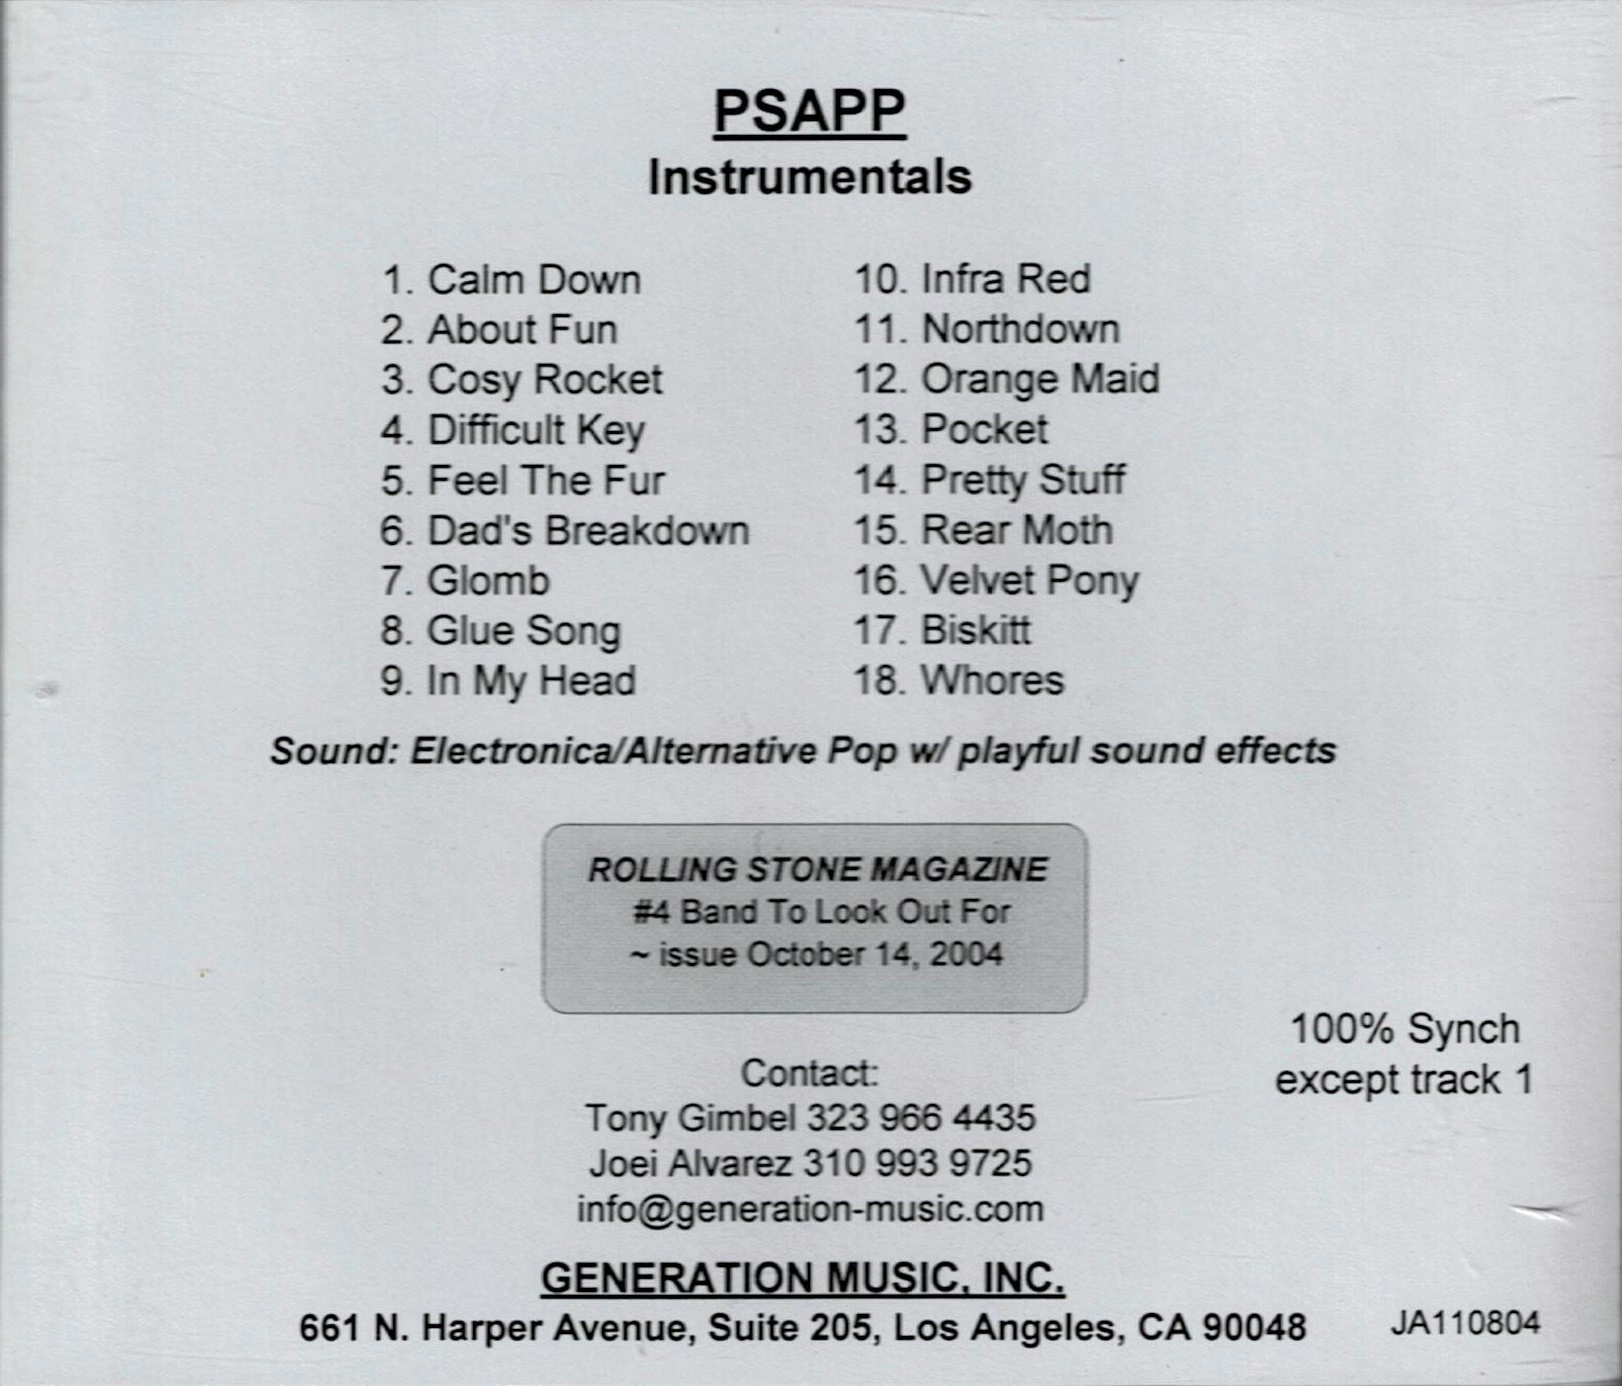 PSAPP
Instrumentals
1. Calm Down
2. About Fun
3. Cosy Rocket
4. Difficult Key
5. Feel The Fur
6. Dad's Breakdown
7. Glomb
8. Glue Song
9. In My Head
10. Infra Red
11. Northdown
12. Orange Maid
13. Pocket
14. Pretty Stuff
15. Rear Moth
16. Velvet Pony
17. Biskitt
18. Whores
Sound: Electronica/Alternative Pop w/ playful sound effects
ROLLING STONE MAGAZINE
#4 Band To Look Out For
~ issue October 14, 2004
100% Synch
except track 1
Contact:
Tony Gimbel 323 966 4435
Joei Alvarez 310 993 9725
info@generation-music.com
GENERATION MUSIC, INC.
661 N. Harper Avenue, Suite 205, Los Angeles, CA 90048
JA110804